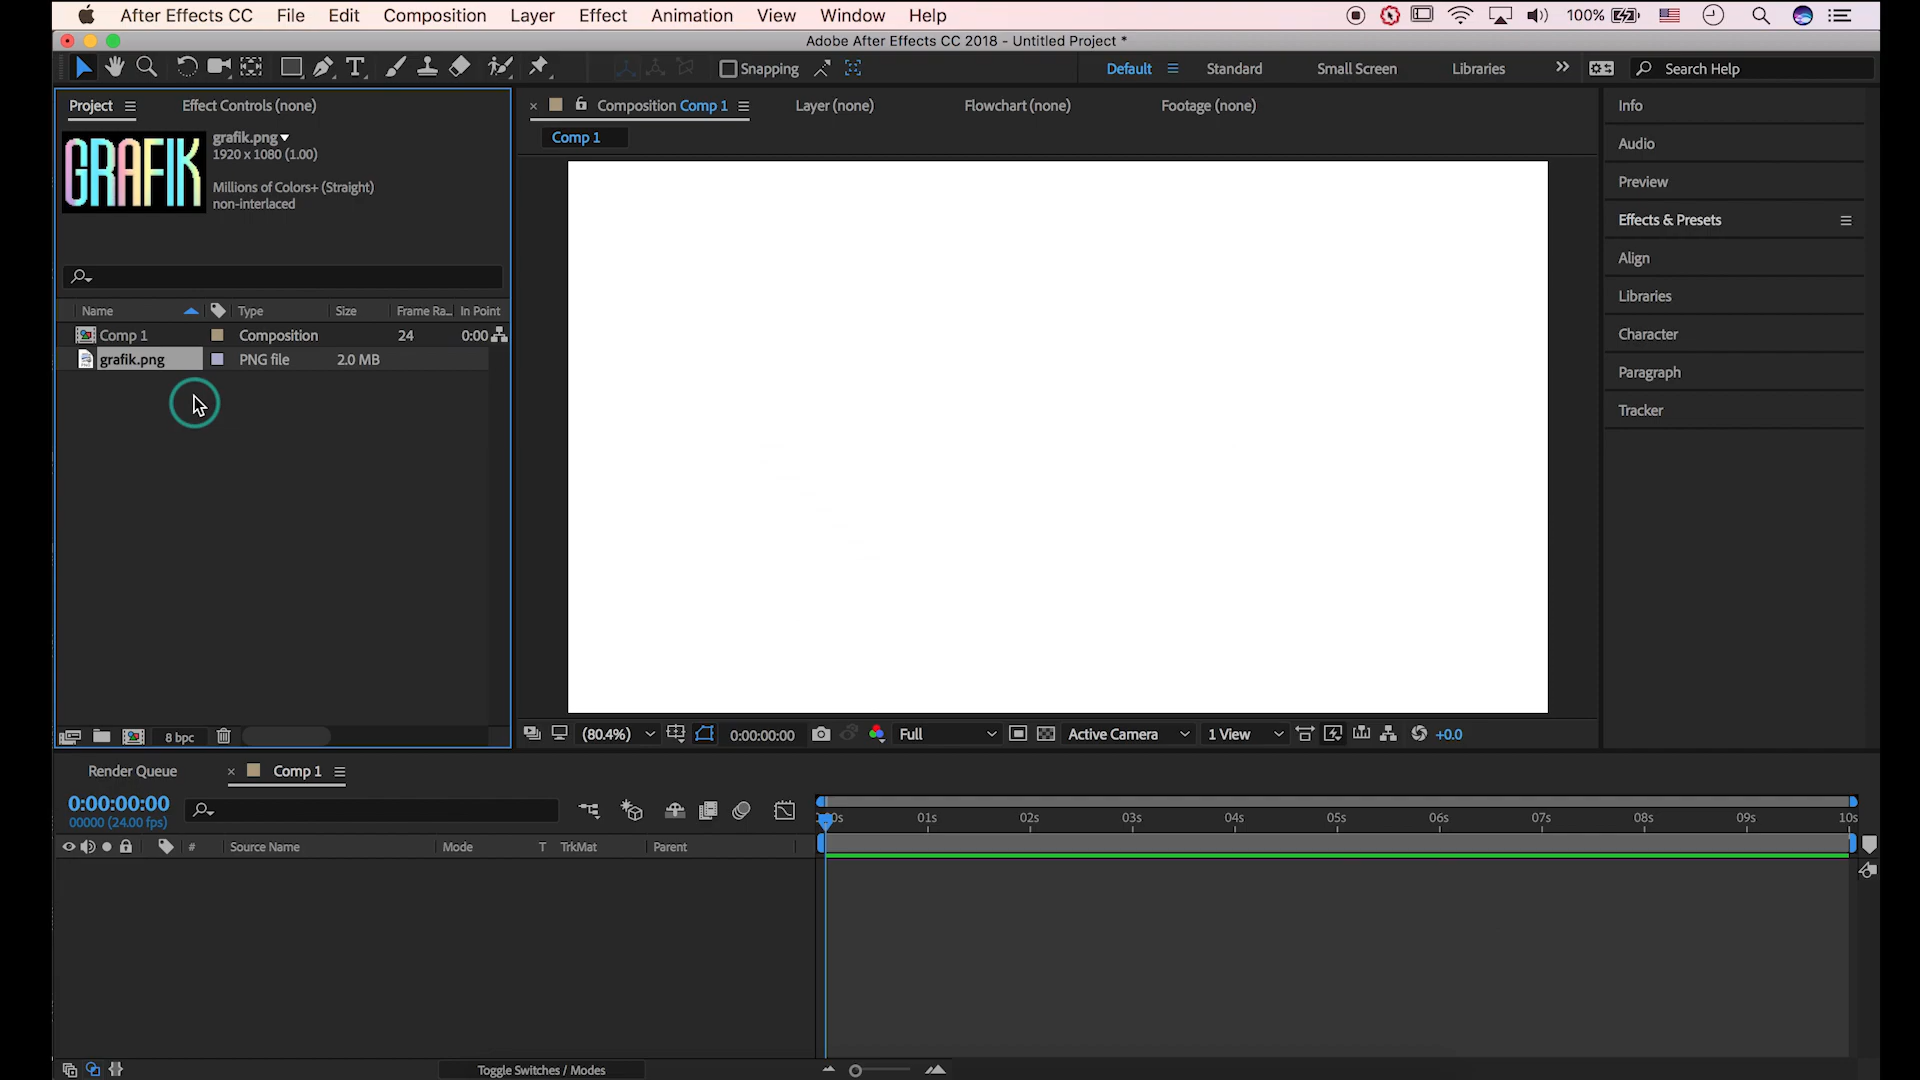 After Effects CC File Edit Composition Layer Effect Animation View Window Help 100%
Adobe After Effects CC 2018 - Untitled Project *
Snapping Default Standard Small Screen Libraries Search Help
Project Effect Controls (none)
GRAFIK
grafik.png
1920 x 1080 (1.00)
Millions of Colors+ (Straight)
non-interlaced
Name Type Size Frame Ra... In Point
Comp 1 Composition 24 0:00
grafik.png PNG file 2.0 MB
8 bpc
Composition Comp 1 Layer (none) Flowchart (none) Footage (none)
Comp 1
(80.4%) 0:00:00:00 Full Active Camera 1 View +0.0
Info
Audio
Preview
Effects & Presets
Align
Libraries
Character
Paragraph
Tracker
Render Queue Comp 1
0:00:00:00
00000 (24.00 fps)
# Source Name Mode T TrkMat Parent
01s 02s 03s 04s 05s 06s 07s 08s 09s 10s
Toggle Switches / Modes